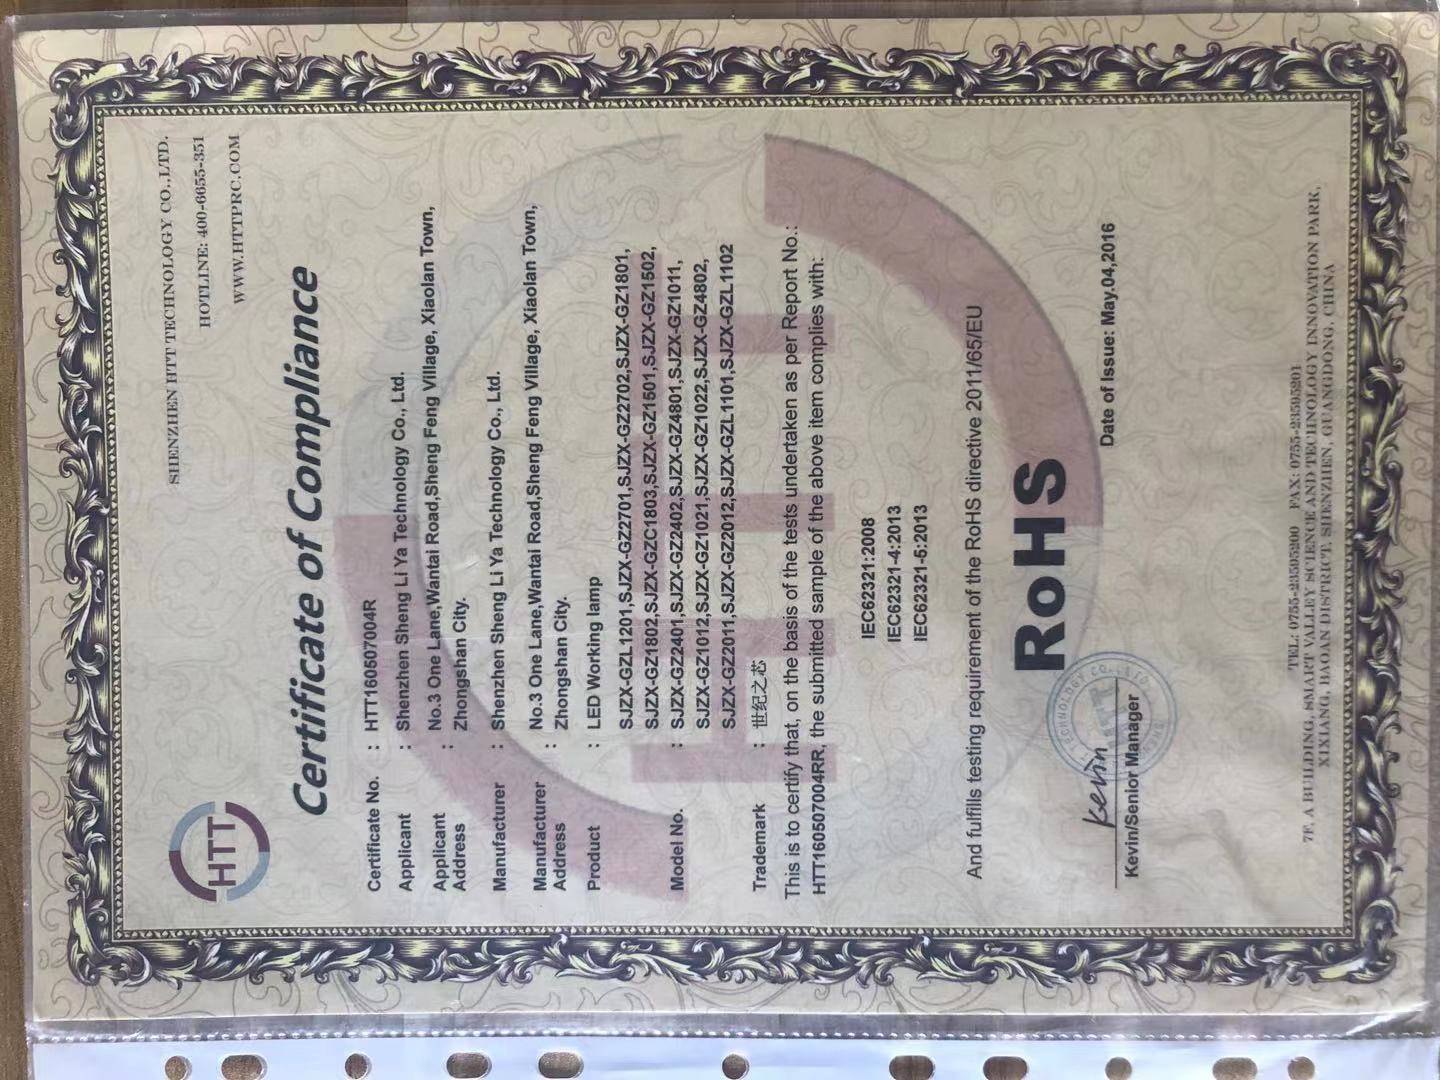 HTT
SHENZHEN HTT TECHNOLOGY CO.,LTD.
HOTLINE: 400-6655-351
WWW.HTTPRC.COM
Certificate of Compliance
Certificate No. : HTT160507004R
Applicant : Shenzhen Sheng Li Ya Technology Co., Ltd.
Applicant Address : No.3 One Lane,Wantai Road,Sheng Feng Village, Xiaolan Town,
Zhongshan City.
Manufacturer : Shenzhen Sheng Li Ya Technology Co., Ltd.
Manufacturer Address : No.3 One Lane,Wantai Road,Sheng Feng Village, Xiaolan Town,
Zhongshan City.
Product : LED Working lamp
SJZX-GZL1201,SJZX-GZ2701,SJZX-GZ2702,SJZX-GZ1801,
SJZX-GZ1802,SJZX-GZC1803,SJZX-GZ1501,SJZX-GZ1502,
Model No. : SJZX-GZ2401,SJZX-GZ2402,SJZX-GZ4801,SJZX-GZ1011,
SJZX-GZ1012,SJZX-GZ1021,SJZX-GZ1022,SJZX-GZ4802,
SJZX-GZ2011,SJZX-GZ2012,SJZX-GZL1101,SJZX-GZL1102
Trademark : 世纪之芯
This is to certify that, on the basis of the tests undertaken as per Report No.:
HTT160507004RR, the submitted sample of the above item complies with:
IEC62321:2008
IEC62321-4:2013
IEC62321-5:2013
And fulfills testing requirement of the RoHS directive 2011/65/EU
RoHS
Kevin
Kevin/Senior Manager
Date of Issue: May.04,2016
TEL: 0755-23595200 FAX: 0755-23595201
7F, A BUILDING, SMART VALLEY SCIENCE AND TECHNOLOGY INNOVATION PARK,
XIXIANG, BAOAN DISTRICT, SHENZHEN, GUANGDONG, CHINA